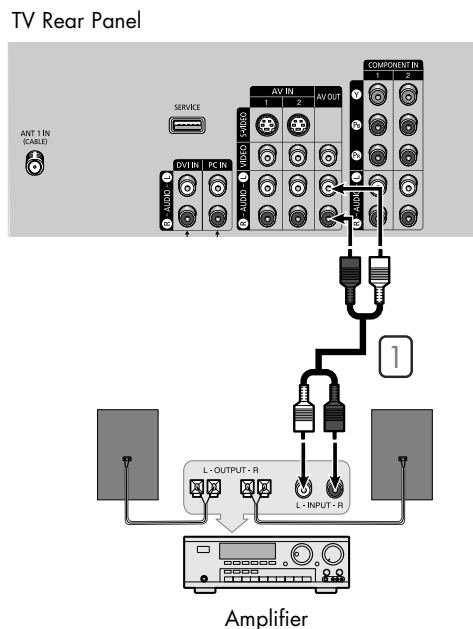 TV Rear Panel
COMPONENT IN
1 2
AV IN
1 2
AV OUT
SERVICE
ANT 1 IN
(CABLE)
S-VIDEO
VIDEO
Y
PB
PR
DVI IN
PC IN
R - AUDIO - L
R - AUDIO - L
R - AUDIO - L
1
L - OUTPUT - R
L - INPUT - R
Amplifier